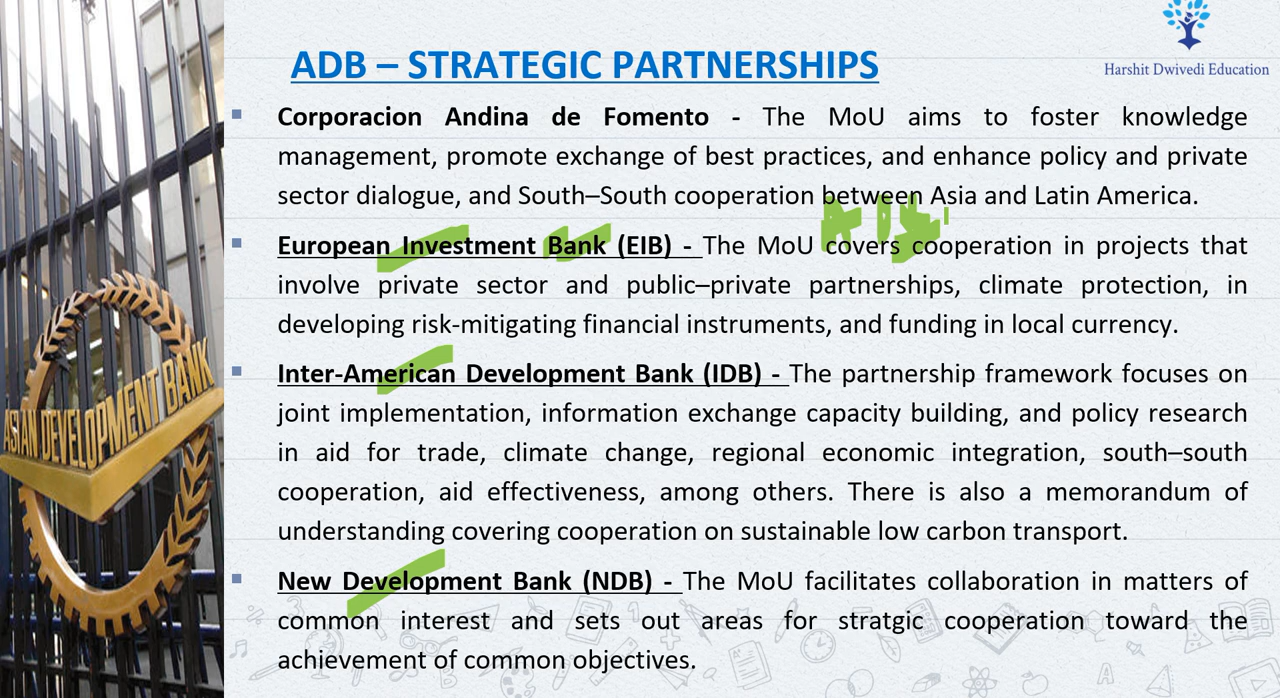 Harshit Dwivedi Education
ADB – STRATEGIC PARTNERSHIPS
Corporacion Andina de Fomento - The MoU aims to foster knowledge
management, promote exchange of best practices, and enhance policy and private
sector dialogue, and South–South cooperation between Asia and Latin America.
European Investment Bank (EIB) - The MoU covers cooperation in projects that
involve private sector and public–private partnerships, climate protection, in
developing risk-mitigating financial instruments, and funding in local currency.
Inter-American Development Bank (IDB) - The partnership framework focuses on
joint implementation, information exchange capacity building, and policy research
in aid for trade, climate change, regional economic integration, south–south
cooperation, aid effectiveness, among others. There is also a memorandum of
understanding covering cooperation on sustainable low carbon transport.
New Development Bank (NDB) - The MoU facilitates collaboration in matters of
common interest and sets out areas for stratgic cooperation toward the
achievement of common objectives.
ASIAN DEVELOPMENT BANK